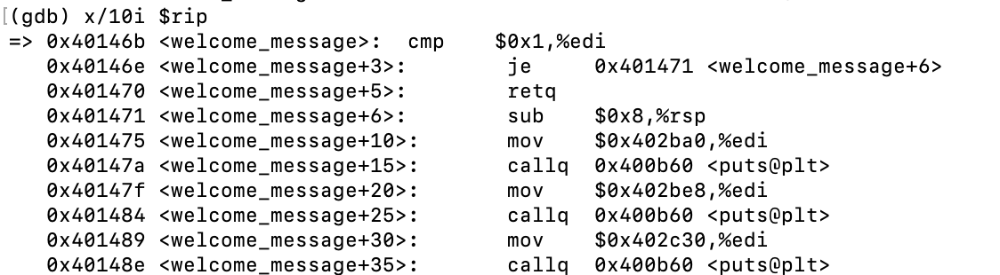 (gdb) x/10i $rip
=> 0x40146b <welcome_message>: cmp $0x1,%edi
0x40146e <welcome_message+3>: je 0x401471 <welcome_message+6>
0x401470 <welcome_message+5>: retq
0x401471 <welcome_message+6>: sub $0x8,%rsp
0x401475 <welcome_message+10>: mov $0x402ba0,%edi
0x40147a <welcome_message+15>: callq 0x400b60 <puts@plt>
0x40147f <welcome_message+20>: mov $0x402be8,%edi
0x401484 <welcome_message+25>: callq 0x400b60 <puts@plt>
0x401489 <welcome_message+30>: mov $0x402c30,%edi
0x40148e <welcome_message+35>: callq 0x400b60 <puts@plt>